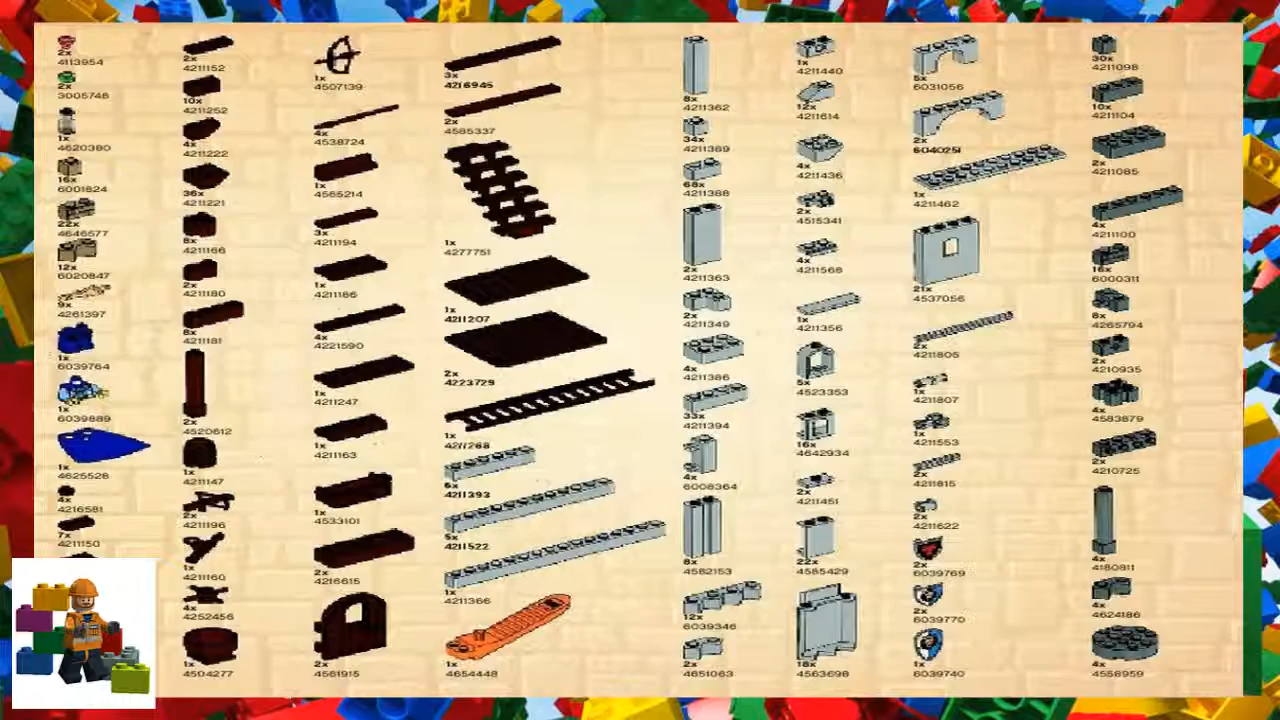 2x
4113954
2x
3005748
1x
4620380
16x
6001824
22x
4646577
12x
6020847
9x
4261397
1x
6039764
1x
6039889
1x
4625528
4x
4216581
7x
4211150
2x
4211152
10x
4211252
4x
4211222
36x
4211221
8x
4211166
2x
4211180
8x
4211181
2x
4520612
1x
4211147
2x
4211196
1x
4211160
4x
4252456
1x
4504277
1x
4507139
4x
4538724
1x
4565214
3x
4211194
1x
4211186
4x
4221590
1x
4211247
1x
4211163
1x
4533101
2x
4216615
2x
4561915
3x
4216945
2x
4585337
1x
4277751
1x
4211207
2x
4223729
1x
4211268
6x
4211393
5x
4211522
1x
4211366
1x
4654448
8x
4211362
34x
4211389
68x
4211388
2x
4211363
2x
4211349
4x
4211386
33x
4211394
4x
6008364
8x
4582153
12x
6039346
2x
4651063
1x
4211440
12x
4211614
4x
4211436
2x
4515341
4x
4211568
1x
4211356
5x
4523353
16x
4642934
2x
4211451
22x
4585429
18x
4563698
5x
6031056
2x
6040251
1x
4211462
21x
4537056
2x
4211805
1x
4211807
1x
4211553
2x
4211815
2x
4211622
2x
6039769
2x
6039770
1x
6039740
30x
4211098
10x
4211104
2x
4211085
4x
4211100
16x
6000311
8x
4265794
2x
4210935
4x
4583879
2x
4210725
4x
4180811
4x
4624186
4x
4558959